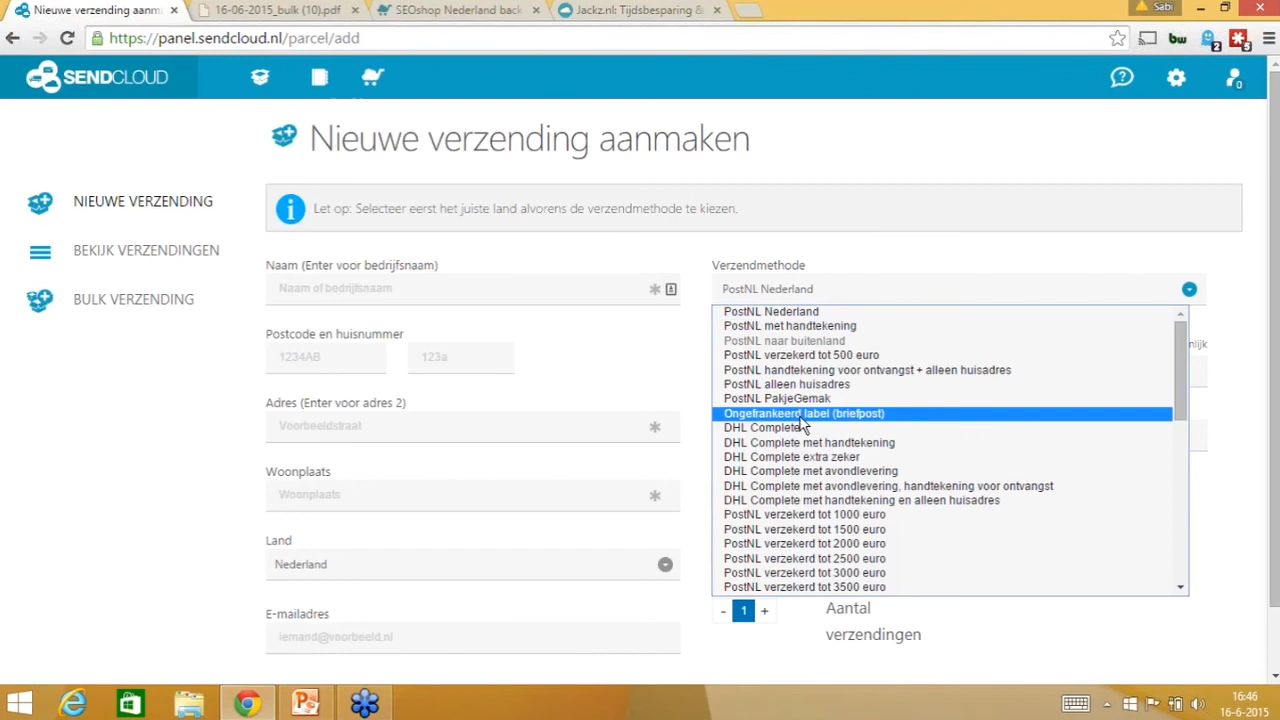 Nieuwe verzending aanm
16-06-2015_bulk (10).pdf
SEOshop Nederland back
Jackz.nl: Tijdsbesparing &
Sabi
https://panel.sendcloud.nl/parcel/add
bw
2
5
SENDCLOUD
0
Nieuwe verzending aanmaken
NIEUWE VERZENDING
BEKIJK VERZENDINGEN
BULK VERZENDING
Let op: Selecteer eerst het juiste land alvorens de verzendmethode te kiezen.
Naam (Enter voor bedrijfsnaam)
Naam of bedrijfsnaam
Postcode en huisnummer
1234AB
123a
Adres (Enter voor adres 2)
Voorbeeldstraat
Woonplaats
Woonplaats
Land
Nederland
E-mailadres
iemand@voorbeeld.nl
Verzendmethode
PostNL Nederland
PostNL Nederland
PostNL met handtekening
PostNL naar buitenland
PostNL verzekerd tot 500 euro
PostNL handtekening voor ontvangst + alleen huisadres
PostNL alleen huisadres
PostNL PakjeGemak
Ongefrankeerd label (briefpost)
DHL Complete
DHL Complete met handtekening
DHL Complete extra zeker
DHL Complete met avondlevering
DHL Complete met avondlevering, handtekening voor ontvangst
DHL Complete met handtekening en alleen huisadres
PostNL verzekerd tot 1000 euro
PostNL verzekerd tot 1500 euro
PostNL verzekerd tot 2000 euro
PostNL verzekerd tot 2500 euro
PostNL verzekerd tot 3000 euro
PostNL verzekerd tot 3500 euro
nlijk
- 1 +
Aantal
verzendingen
16:46
16-6-2015